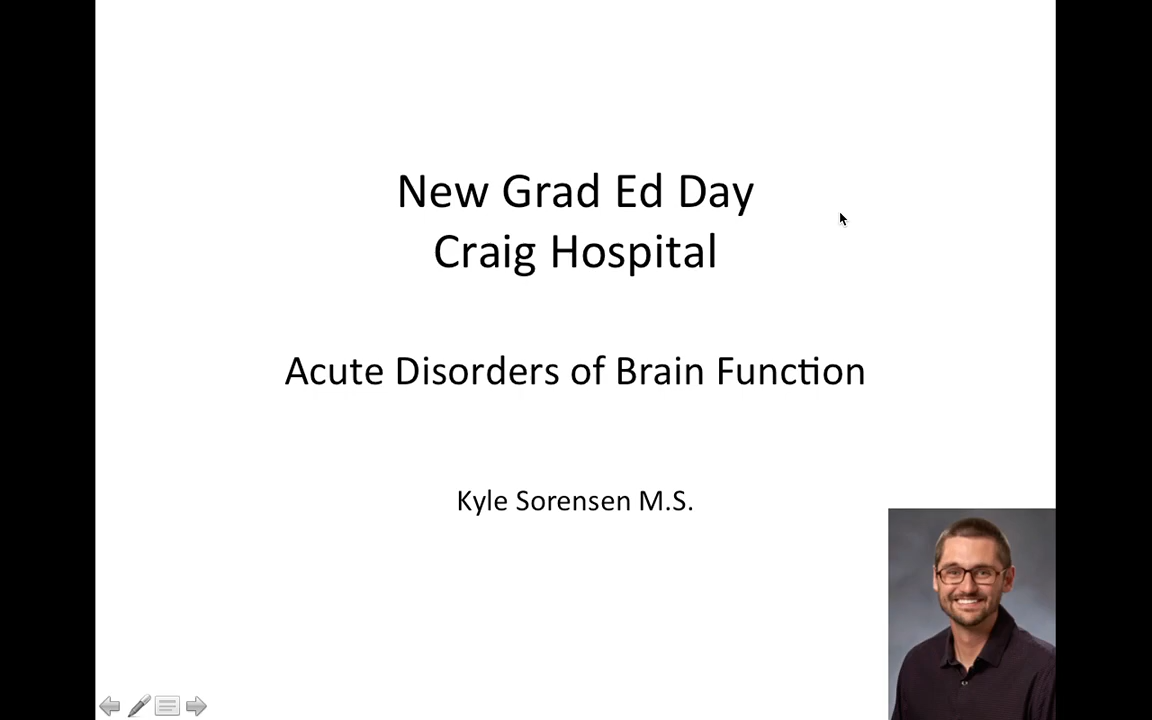 New Grad Ed Day
Craig Hospital
Acute Disorders of Brain Function
Kyle Sorensen M.S.